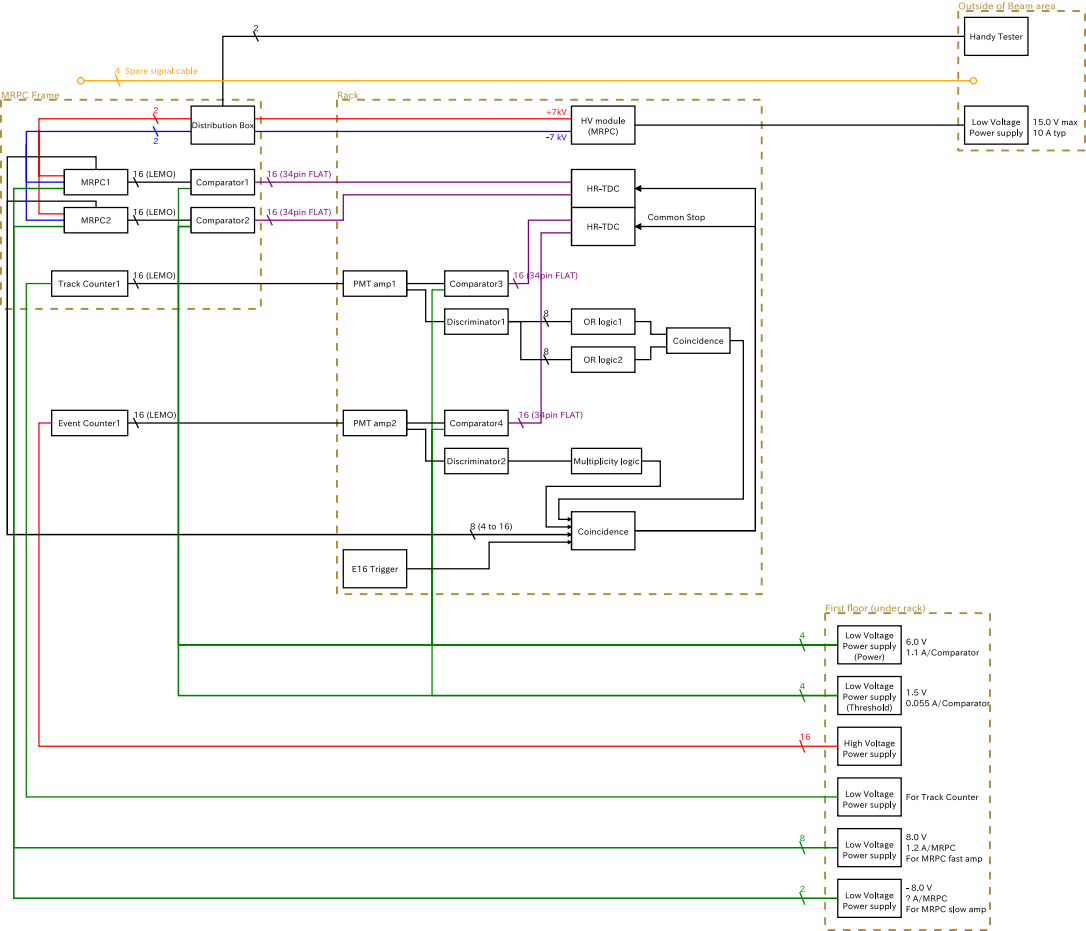 Outside of Beam area
2
Handy Tester
4 Spare signal cable
MRPC Frame
Rack
2
2
Distribution Box
+7kV
-7 kV
HV module
(MRPC)
Low Voltage
Power supply
15.0 V max
10 A typ
MRPC1
16 (LEMO)
Comparator1
16 (34pin FLAT)
HR-TDC
MRPC2
16 (LEMO)
Comparator2
16 (34pin FLAT)
HR-TDC
Common Stop
Track Counter1
16 (LEMO)
PMT amp1
Comparator3
16 (34pin FLAT)
Discriminator1
8
OR logic1
Coincidence
8
OR logic2
Event Counter1
16 (LEMO)
PMT amp2
Comparator4
16 (34pin FLAT)
Discriminator2
Multiplicity logic
8 (4 to 16)
Coincidence
E16 Trigger
First floor (under rack)
4
Low Voltage
Power supply
(Power)
6.0 V
1.1 A/Comparator
4
Low Voltage
Power supply
(Threshold)
1.5 V
0.055 A/Comparator
16
High Voltage
Power supply
Low Voltage
Power supply
For Track Counter
8
Low Voltage
Power supply
8.0 V
1.2 A/MRPC
For MRPC fast amp
2
Low Voltage
Power supply
- 8.0 V
? A/MRPC
For MRPC slow amp